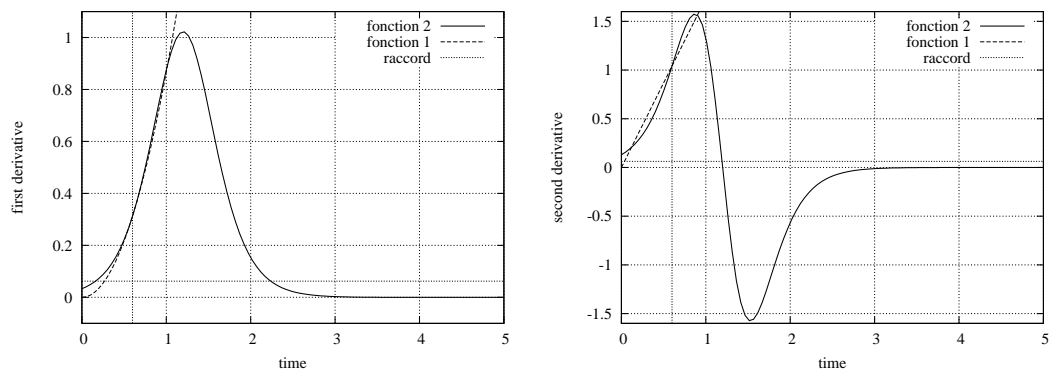 fonction 2
fonction 1
raccord
1
0.8
0.6
0.4
0.2
0
0 1 2 3 4 5
first derivative
time
fonction 2
fonction 1
raccord
1.5
1
0.5
0
-0.5
-1
-1.5
0 1 2 3 4 5
second derivative
time